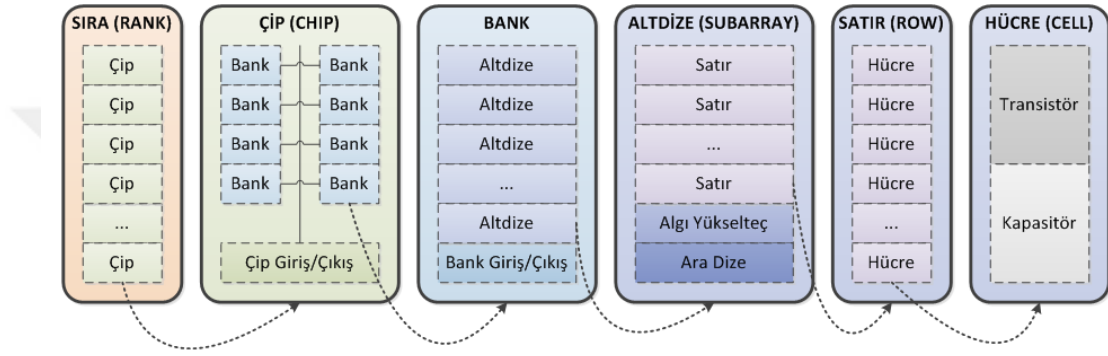 SIRA (RANK)
Çip
Çip
Çip
Çip
...
Çip
ÇİP (CHIP)
Bank Bank
Bank Bank
Bank Bank
Bank Bank
Çip Giriş/Çıkış
BANK
Altdize
Altdize
Altdize
...
Altdize
Bank Giriş/Çıkış
ALTDİZE (SUBARRAY)
Satır
Satır
...
Satır
Algı Yükselteç
Ara Dize
SATIR (ROW)
Hücre
Hücre
Hücre
Hücre
...
Hücre
HÜCRE (CELL)
Transistör
Kapasitör